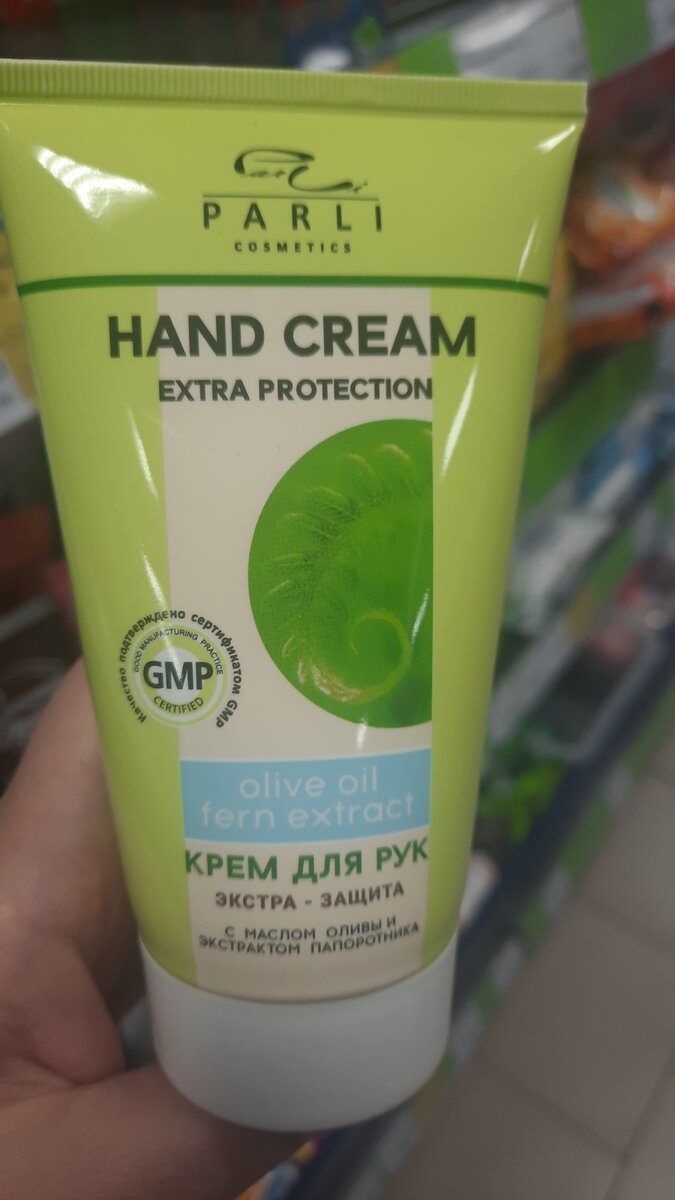 Parli
PARLI
COSMETICS
HAND CREAM
EXTRA PROTECTION
Качество подтверждено сертификатом GMP
GOOD MANUFACTURING PRACTICE
GMP
CERTIFIED
olive oil
fern extract
КРЕМ ДЛЯ РУК
ЭКСТРА - ЗАЩИТА
С МАСЛОМ ОЛИВЫ И
ЭКСТРАКТОМ ПАПОРОТНИКА